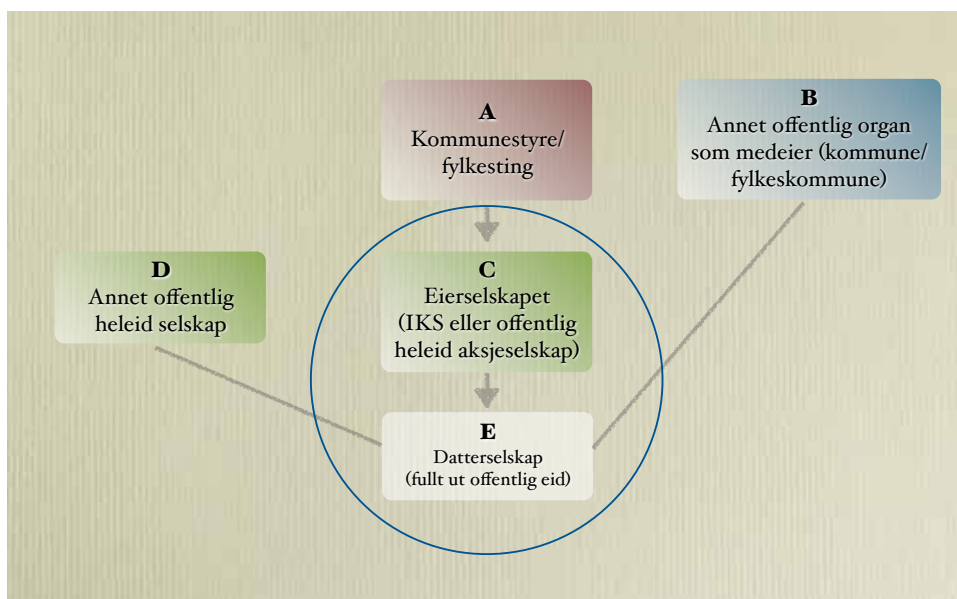 A
Kommunestyre/
fylkesting
B
Annet offentlig organ
som medeier (kommune/
fylkeskommune)
D
Annet offentlig
heleid selskap
C
Eierselskapet
(IKS eller offentlig
heleid aksjeselskap)
E
Datterselskap
(fullt ut offentlig eid)